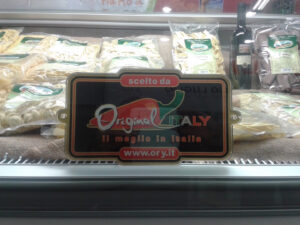 scelto da
Original ITALY
Il meglio in Italia
www.ory.it